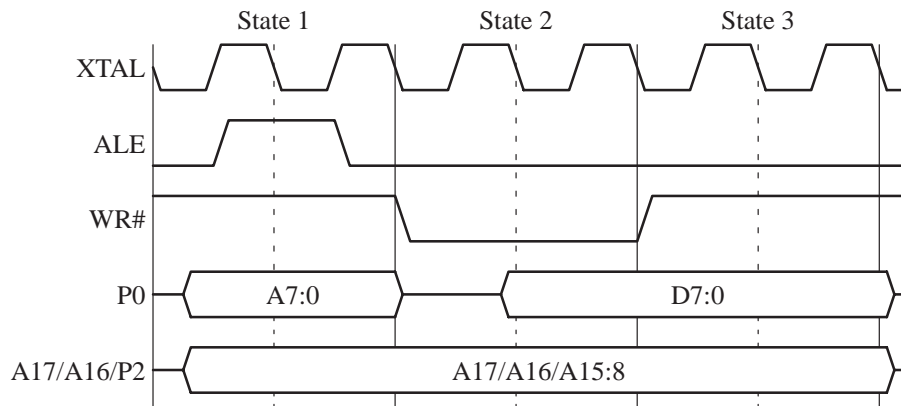 State 1 State 2 State 3
XTAL
ALE
WR#
P0 A7:0 D7:0
A17/A16/P2 A17/A16/A15:8